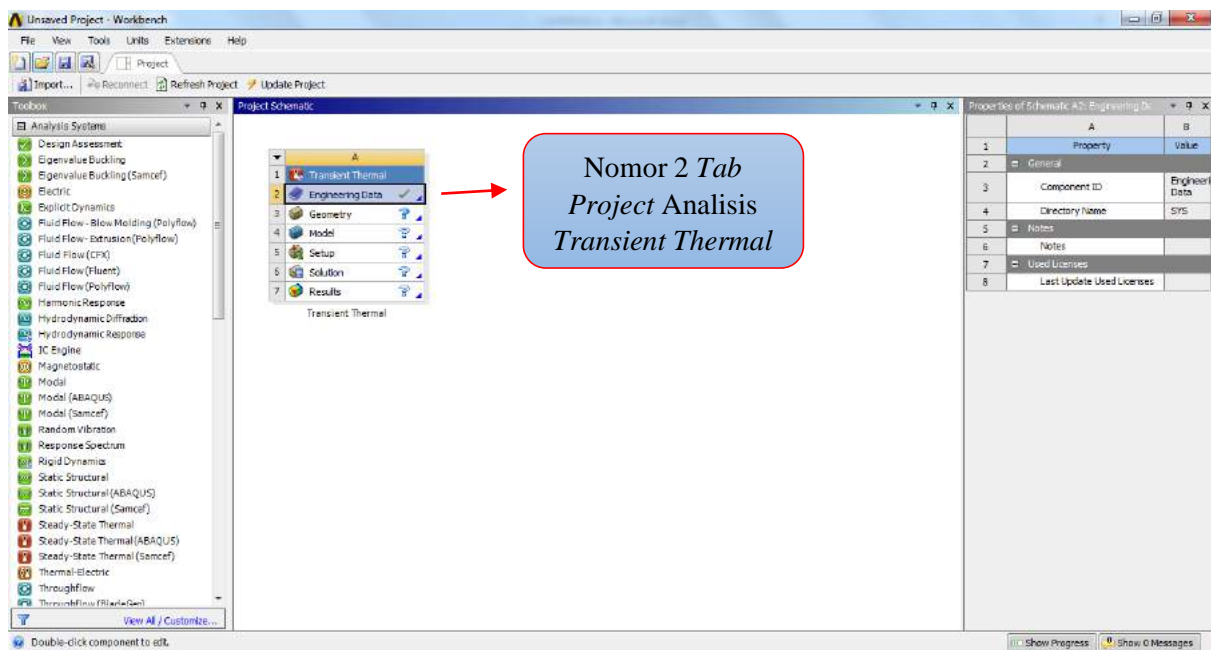 Unsaved Project - Workbench
File View Tools Units Extensions Help
Project
Import... Reconnect Refresh Project Update Project
Toolbox
Project Schematic
Properties of Schematic A2: Engineering Da
Analysis Systems
Design Assessment
Eigenvalue Buckling
Eigenvalue Buckling (Samcef)
Electric
Explicit Dynamics
Fluid Flow - Blow Molding (Polyflow)
Fluid Flow - Extrusion (Polyflow)
Fluid Flow (CFX)
Fluid Flow (Fluent)
Fluid Flow (Polyflow)
Harmonic Response
Hydrodynamic Diffraction
Hydrodynamic Response
IC Engine
Magnetostatic
Modal
Modal (ABAQUS)
Modal (Samcef)
Random Vibration
Response Spectrum
Rigid Dynamics
Static Structural
Static Structural (ABAQUS)
Static Structural (Samcef)
Steady-State Thermal
Steady-State Thermal (ABAQUS)
Steady-State Thermal (Samcef)
Thermal-Electric
Throughflow
Throughflow (BladeGen)
View All / Customize...
A
1 Transient Thermal
2 Engineering Data
3 Geometry ?
4 Model ?
5 Setup ?
6 Solution ?
7 Results ?
Transient Thermal
Nomor 2 Tab
Project Analisis
Transient Thermal
A B
1 Property Value
2 General
3 Component ID Engineeri
Data
4 Directory Name SYS
5 Notes
6 Notes
7 Used Licenses
8 Last Update Used Licenses
Double-click component to edit.
Show Progress Show 0 Messages